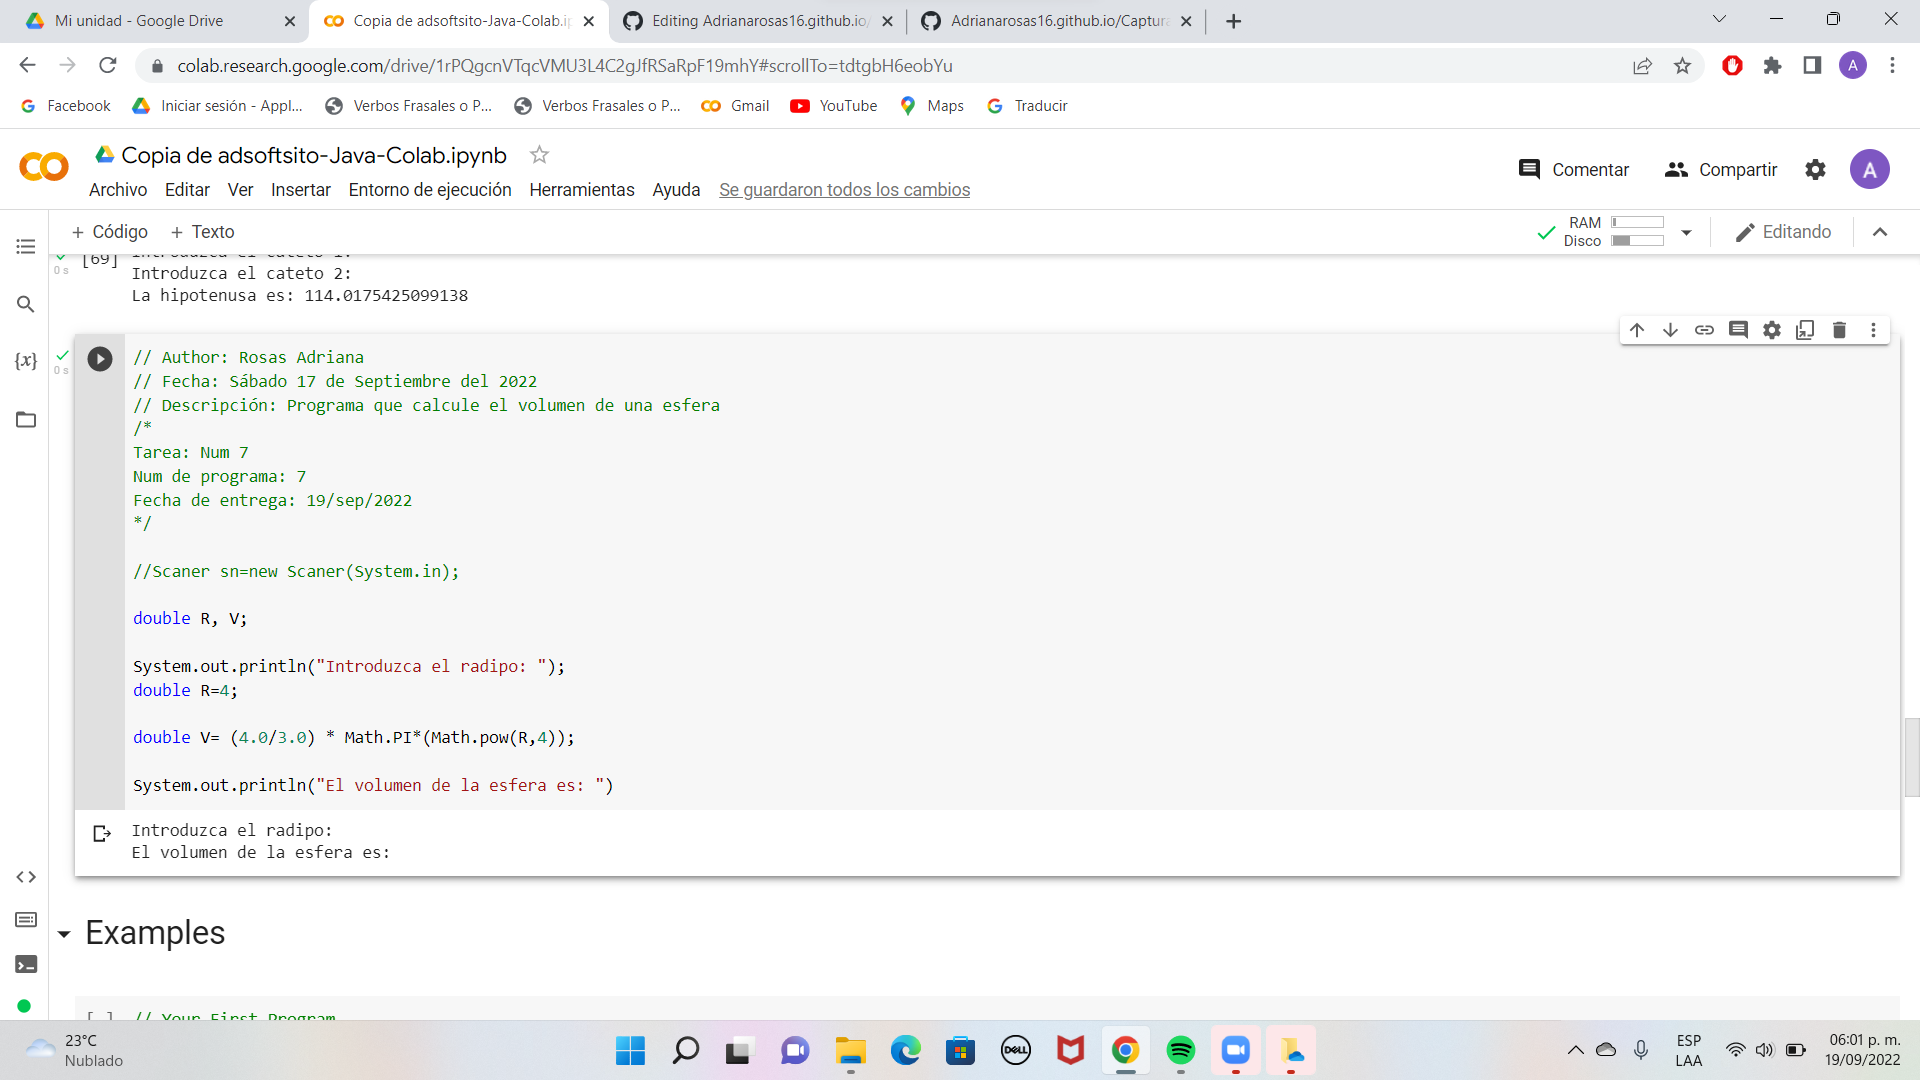 Mi unidad - Google Drive
Copia de adsoftsito-Java-Colab.ip
Editing Adrianarosas16.github.io/
Adrianarosas16.github.io/Captura
colab.research.google.com/drive/1rPQgcnVTqcVMU3L4C2gJfRSaRpF19mhY#scrollTo=tdtgbH6eobYu
A
Facebook
Iniciar sesión - Appl...
Verbos Frasales o P...
Verbos Frasales o P...
Gmail
YouTube
Maps
Traducir
Copia de adsoftsito-Java-Colab.ipynb
Comentar
Compartir
A
Archivo Editar Ver Insertar Entorno de ejecución Herramientas Ayuda Se guardaron todos los cambios
+ Código + Texto
RAM
Disco
Editando
0 s
[69]
Introduzca el cateto 1:
Introduzca el cateto 2:
La hipotenusa es: 114.0175425099138
{x}
0 s
// Author: Rosas Adriana
// Fecha: Sábado 17 de Septiembre del 2022
// Descripción: Programa que calcule el volumen de una esfera
/*
Tarea: Num 7
Num de programa: 7
Fecha de entrega: 19/sep/2022
*/
//Scaner sn=new Scaner(System.in);
double R, V;
System.out.println("Introduzca el radipo: ");
double R=4;
double V= (4.0/3.0) * Math.PI*(Math.pow(R,4));
System.out.println("El volumen de la esfera es: ")
Introduzca el radipo:
El volumen de la esfera es:
Examples
[ ] // Your First Program
23°C
Nublado
DELL
ESP
LAA
06:01 p. m.
19/09/2022